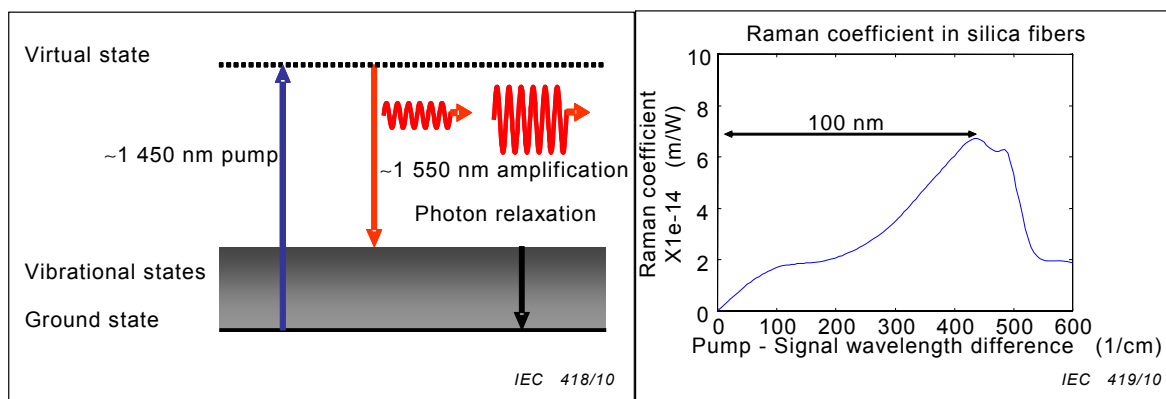 Virtual state
~1 450 nm pump
~1 550 nm amplification
Photon relaxation
Vibrational states
Ground state
IEC 418/10
Raman coefficient in silica fibers
Raman coefficient
X1e-14 (m/W)
10
8
6
4
2
0
100 nm
0 100 200 300 400 500 600
Pump - Signal wavelength difference (1/cm)
IEC 419/10